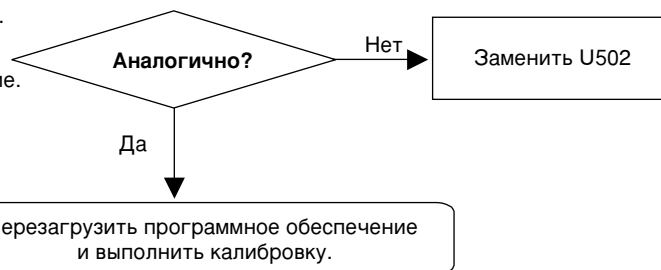 Аналогично?
Нет
Заменить U502
Да
ерезагрузить программное обеспечение
и выполнить калибровку.